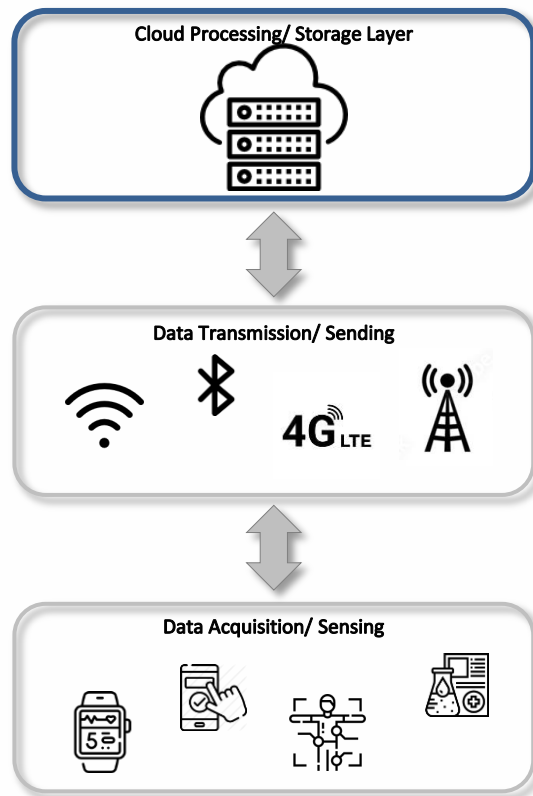 Cloud Processing/ Storage Layer
Data Transmission/ Sending
4G LTE
Data Acquisition/ Sensing
5